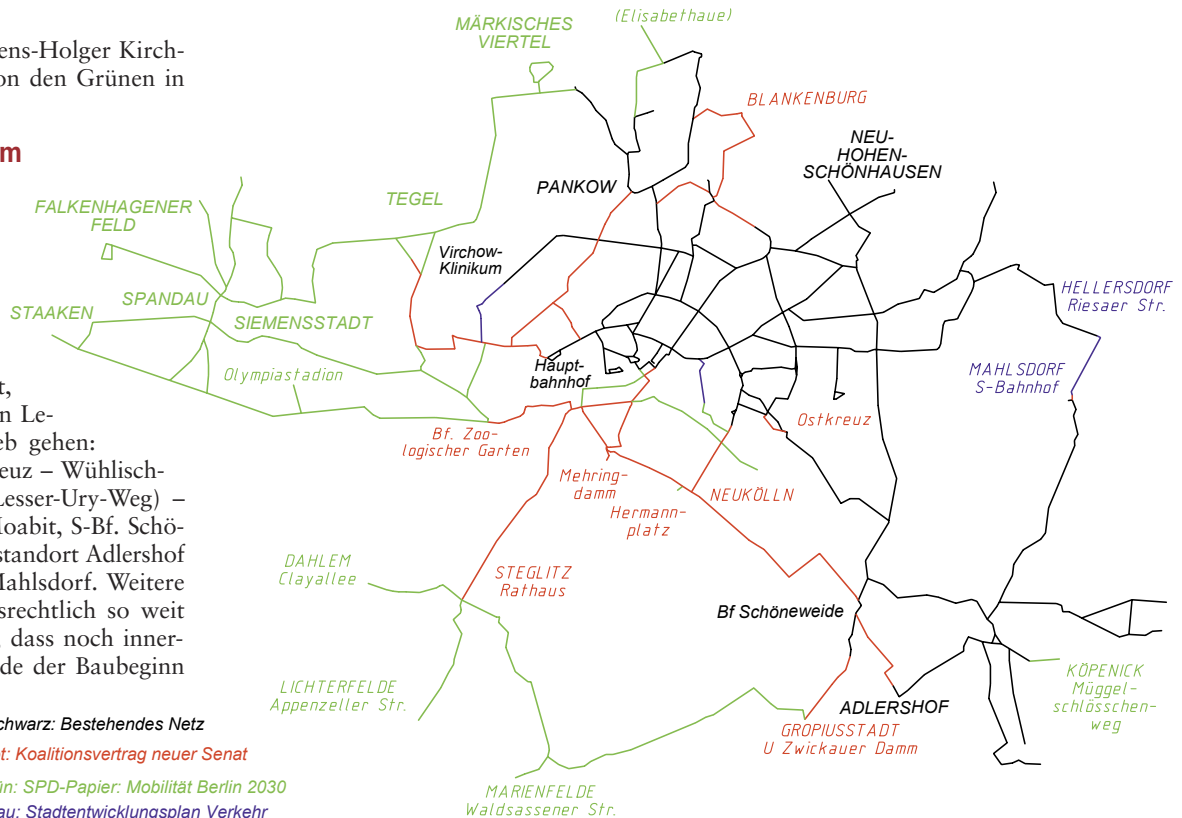 ens-Holger Kirch-
on den Grünen in
m
t,
n Le-
eb gehen:
euz – Wühlisch-
Lesser-Ury-Weg) –
Moabit, S-Bf. Schö-
standort Adlershof
Mahlsdorf. Weitere
srechtlich so weit
, dass noch inner-
de der Baubeginn
chwarz: Bestehendes Netz
ot: Koalitionsvertrag neuer Senat
ün: SPD-Papier: Mobilität Berlin 2030
au: Stadtentwicklungsplan Verkehr
MÄRKISCHES
VIERTEL
(Elisabethaue)
BLANKENBURG
NEU-
HOHEN-
SCHÖNHAUSEN
PANKOW
TEGEL
FALKENHAGENER
FELD
Virchow-
Klinikum
SPANDAU
STAAKEN
SIEMENSSTADT
HELLERSDORF
Riesaer Str.
Olympiastadion
Haupt-
bahnhof
MAHLSDORF
S-Bahnhof
Ostkreuz
Bf. Zoo-
logischer Garten
Mehring-
damm
NEUKÖLLN
Hermann-
platz
DAHLEM
Clayallee
STEGLITZ
Rathaus
Bf Schöneweide
LICHTERFELDE
Appenzeller Str.
ADLERSHOF
KÖPENICK
Müggel-
schlösschen-
weg
GROPIUSSTADT
U Zwickauer Damm
MARIENFELDE
Waldsassener Str.